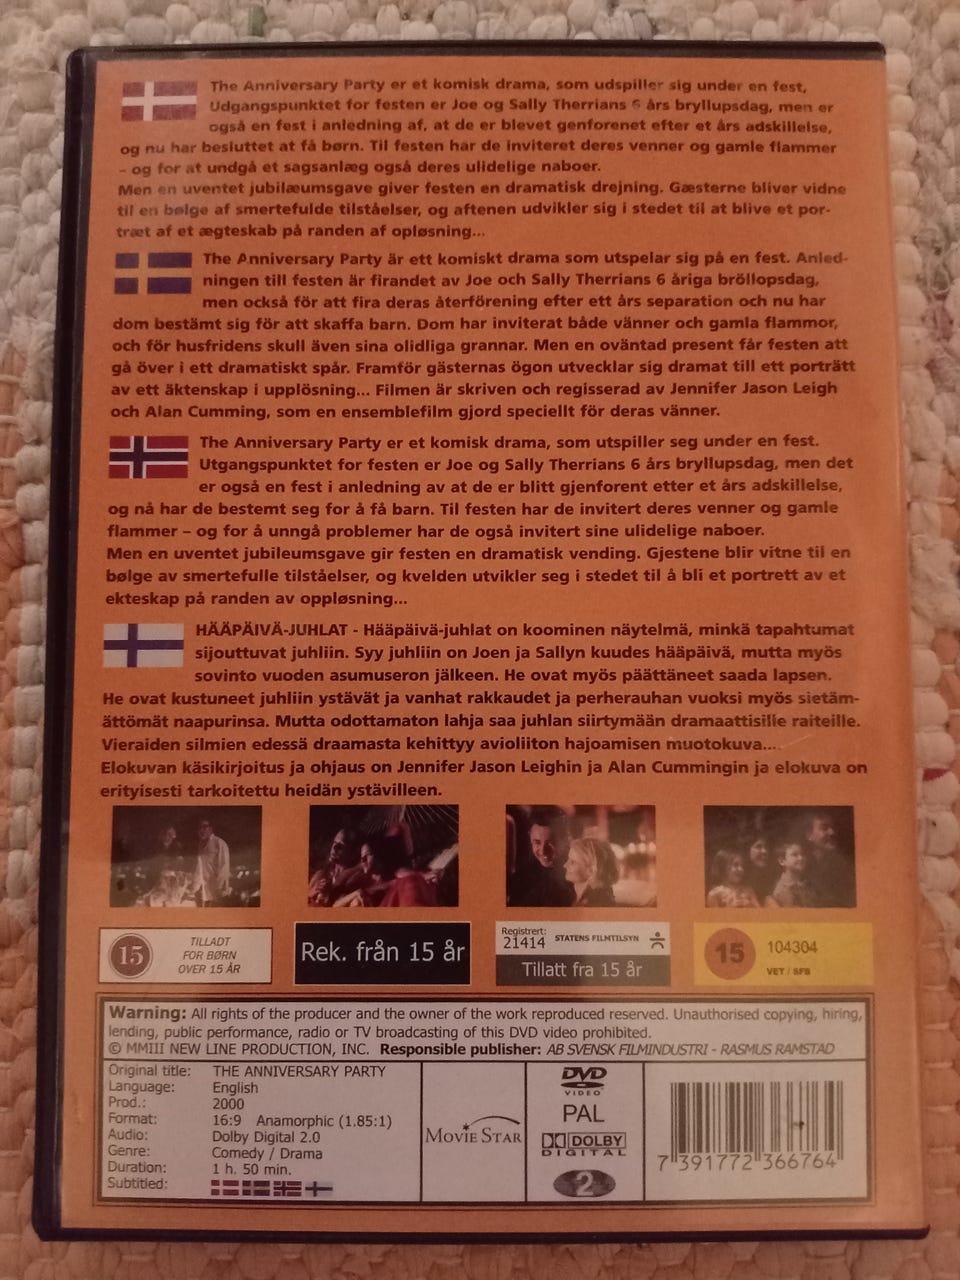 The Anniversary Party er et komisk drama, som udspiller sig under en fest,
Udgangspunktet for festen er Joe og Sally Therrians 6 års bryllupsdag, men er
også en fest i anledning af, at de er blevet genforenet efter et års adskillelse,
og nu har besluttet at få børn. Til festen har de inviteret deres venner og gamle flammer
- og for at undgå et sagsanlæg også deres ulidelige naboer.
Men en uventet jubilæumsgave giver festen en dramatisk drejning. Gæsterne bliver vidne
til en bølge af smertefulde tilståelser, og aftenen udvikler sig i stedet til at blive et por-
træt af et ægteskab på randen af opløsning...
The Anniversary Party är ett komiskt drama som utspelar sig på en fest. Anled-
ningen till festen är firandet av Joe och Sally Therrians 6 åriga bröllopsdag,
men också för att fira deras återförening efter ett års separation och nu har
dom bestämt sig för att skaffa barn. Dom har inviterat både vänner och gamla flammor,
och för husfridens skull även sina olidliga grannar. Men en oväntad present får festen att
gå över i ett dramatiskt spår. Framför gästernas ögon utvecklar sig dramat till ett porträtt
av ett äktenskap i upplösning... Filmen är skriven och regisserad av Jennifer Jason Leigh
och Alan Cumming, som en ensemblefilm gjord speciellt för deras vänner.
The Anniversary Party er et komisk drama, som utspiller seg under en fest.
Utgangspunktet for festen er Joe og Sally Therrians 6 års bryllupsdag, men det
er også en fest i anledning av at de er blitt gjenforent etter et års adskillelse,
og nå har de bestemt seg for å få barn. Til festen har de invitert deres venner og gamle
flammer – og for å unngå problemer har de også invitert sine ulidelige naboer.
Men en uventet jubileumsgave gir festen en dramatisk vending. Gjestene blir vitne til en
bølge av smertefulle tilståelser, og kvelden utvikler seg i stedet til å bli et portrett av et
ekteskap på randen av oppløsning...
HÄÄPÄIVÄ-JUHLAT - Hääpäivä-juhlat on koominen näytelmä, minkä tapahtumat
sijouttuvat juhliin. Syy juhliin on Joen ja Sallyn kuudes hääpäivä, mutta myös
sovinto vuoden asumuseron jälkeen. He ovat myös päättäneet saada lapsen.
He ovat kustuneet juhliin ystävät ja vanhat rakkaudet ja perherauhan vuoksi myös sietäm-
ättömät naapurinsa. Mutta odottamaton lahja saa juhlan siirtymään dramaattisille raiteille.
Vieraiden silmien edessä draamasta kehittyy avioliiton hajoamisen muotokuva...
Elokuvan käsikirjoitus ja ohjaus on Jennifer Jason Leighin ja Alan Cummingin ja elokuva on
erityisesti tarkoitettu heidän ystävilleen.
15 TILLADT
FOR BØRN
OVER 15 ÅR
Rek. från 15 år
Registrert:
21414 STATENS FILMTILSYN
Tillatt fra 15 år
15 104304
VET / SFB
Warning: All rights of the producer and the owner of the work reproduced reserved. Unauthorised copying, hiring,
lending, public performance, radio or TV broadcasting of this DVD video prohibited.
© MMIII NEW LINE PRODUCTION, INC. Responsible publisher: AB SVENSK FILMINDUSTRI - RASMUS RAMSTAD
Original title: THE ANNIVERSARY PARTY
Language: English
Prod.: 2000
Format: 16:9 Anamorphic (1.85:1)
Audio: Dolby Digital 2.0
Genre: Comedy / Drama
Duration: 1 h. 50 min.
Subtitled:
MOVIE STAR
DVD
VIDEO
PAL
DOLBY
DIGITAL
2
7 391772 366764